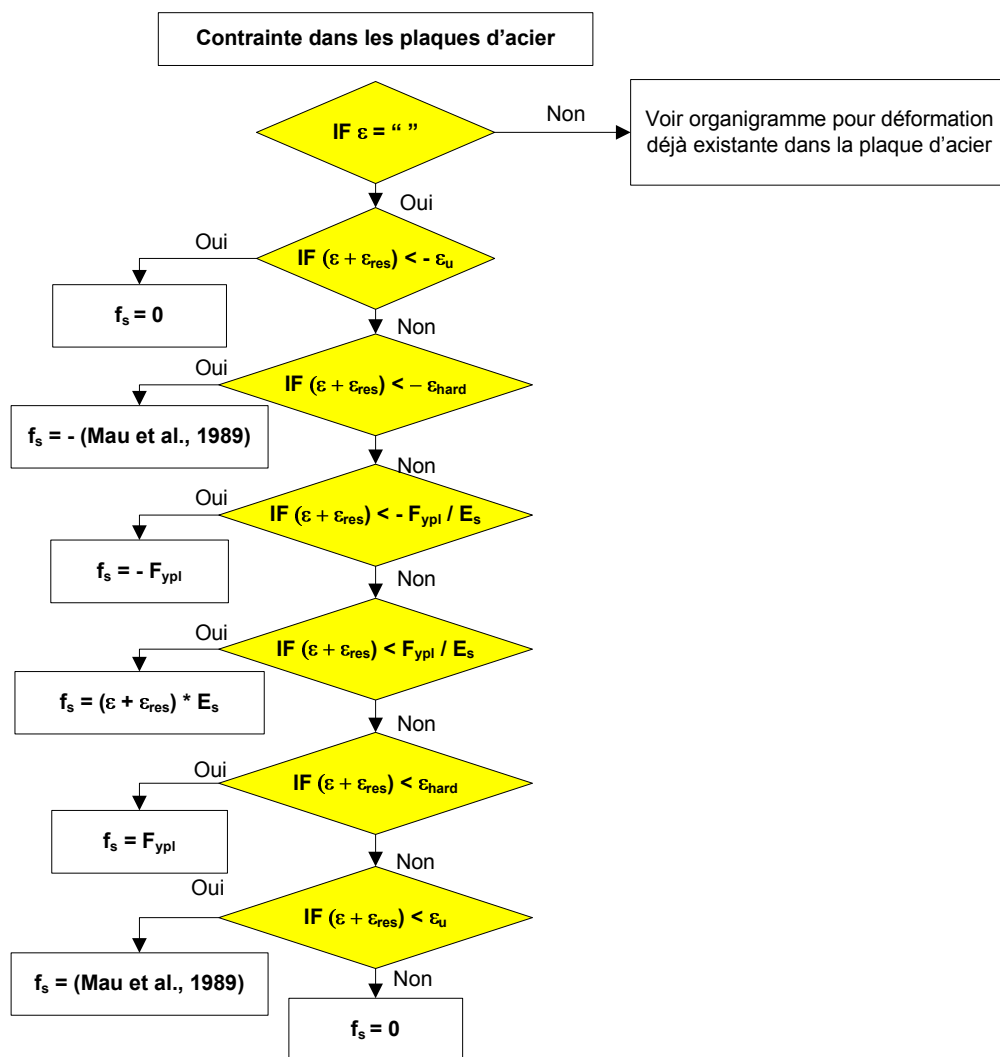 Contrainte dans les plaques d’acier
IF ε = “ ”
Non
Voir organigramme pour déformation
déjà existante dans la plaque d’acier
Oui
Oui
IF (ε + εres) < - εu
fs = 0
Non
Oui
IF (ε + εres) < − εhard
fs = - (Mau et al., 1989)
Non
Oui
IF (ε + εres) < - Fypl / Es
fs = - Fypl
Non
Oui
IF (ε + εres) < Fypl / Es
fs = (ε + εres) * Es
Non
Oui
IF (ε + εres) < εhard
fs = Fypl
Non
Oui
IF (ε + εres) < εu
fs = (Mau et al., 1989)
Non
fs = 0